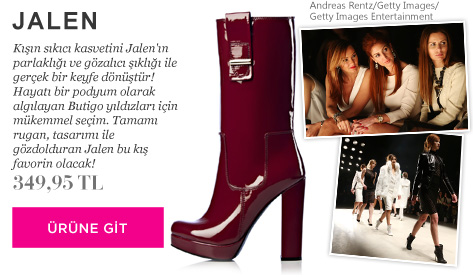 JALEN
Kışın sıkıcı kasvetini Jalen'ın
parlaklığı ve gözalıcı şıklığı ile
gerçek bir keyfe dönüştür!
Hayatı bir podyum olarak
algılayan Butigo yıldızları için
mükemmel seçim. Tamamı
rugan, tasarımı ile
gözdolduran Jalen bu kış
favorin olacak!
349,95 TL
ÜRÜNE GİT
Andreas Rentz/Getty Images/
Getty Images Entertainment